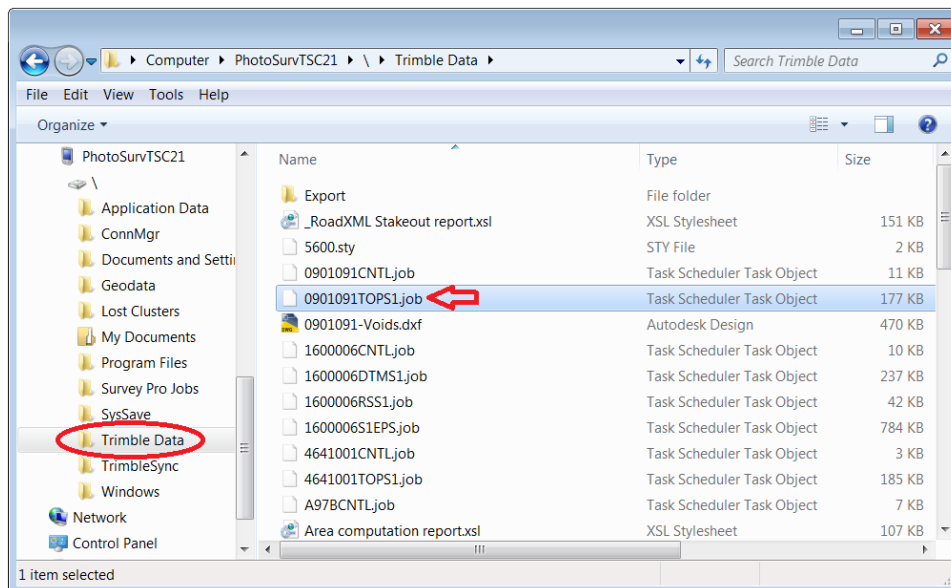 Computer PhotoSurvTSC21 \ Trimble Data Search Trimble Data
File Edit View Tools Help
Organize
PhotoSurvTSC21
\
Application Data
ConnMgr
Documents and Setti
Geodata
Lost Clusters
My Documents
Program Files
Survey Pro Jobs
SysSave
Trimble Data
TrimbleSync
Windows
Network
Control Panel
Name Type Size
Export File folder
_RoadXML Stakeout report.xsl XSL Stylesheet 151 KB
5600.sty STY File 2 KB
0901091CNTL.job Task Scheduler Task Object 11 KB
0901091TOPS1.job Task Scheduler Task Object 177 KB
0901091-Voids.dxf Autodesk Design 470 KB
1600006CNTL.job Task Scheduler Task Object 10 KB
1600006DTMS1.job Task Scheduler Task Object 237 KB
1600006RSS1.job Task Scheduler Task Object 42 KB
1600006S1EPS.job Task Scheduler Task Object 784 KB
4641001CNTL.job Task Scheduler Task Object 3 KB
4641001TOPS1.job Task Scheduler Task Object 185 KB
A97BCNTL.job Task Scheduler Task Object 7 KB
Area computation report.xsl XSL Stylesheet 107 KB
1 item selected